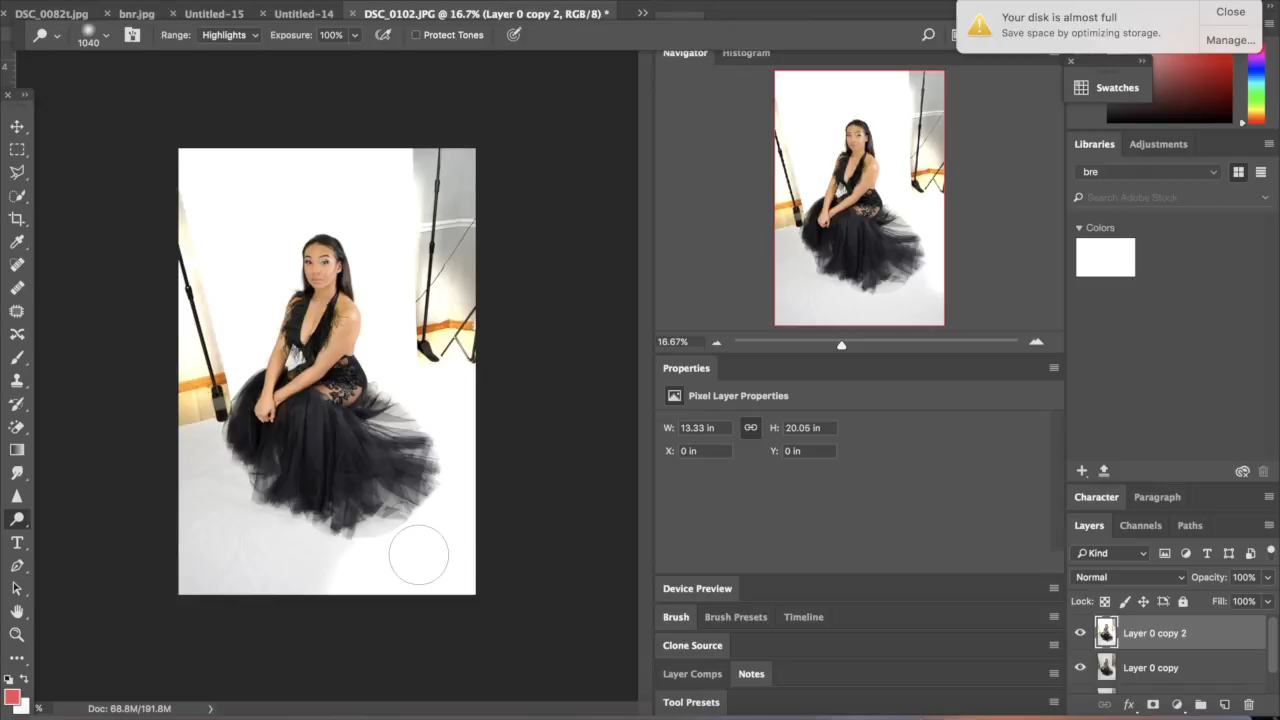 DSC_0082t.jpg × bnr.jpg × Untitled-15 × Untitled-14 × DSC_0102.JPG @ 16.7% (Layer 0 copy 2, RGB/8) *
Your disk is almost full
Save space by optimizing storage.
Close
Manage...
1040 Range: Highlights Exposure: 100% Protect Tones
Navigator Histogram
Swatches
Libraries Adjustments
bre
Search Adobe Stock
Colors
16.67%
Properties
Pixel Layer Properties
W: 13.33 in H: 20.05 in
X: 0 in Y: 0 in
Character Paragraph
Layers Channels Paths
Kind
Normal Opacity: 100%
Lock: Fill: 100%
Layer 0 copy 2
Layer 0 copy
Device Preview
Brush Brush Presets Timeline
Clone Source
Layer Comps Notes
Tool Presets
% Doc: 68.8M/191.8M